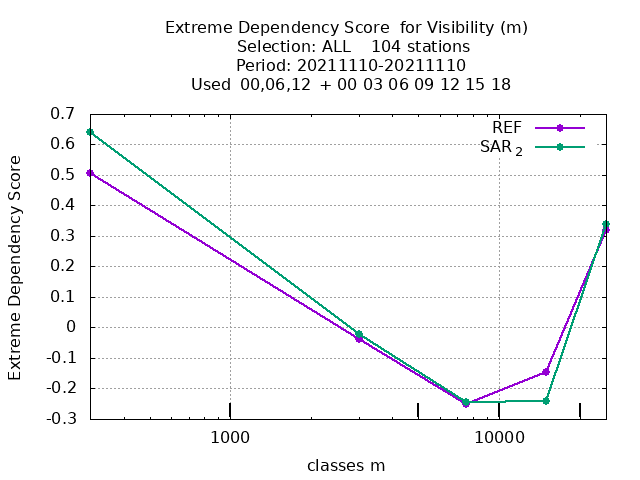 Extreme Dependency Score  for Visibility (m)
Selection: ALL    104 stations
Period: 20211110-20211110
Used  00,06,12  + 00 03 06 09 12 15 18
REF
SAR 2
Extreme Dependency Score
0.7
0.6
0.5
0.4
0.3
0.2
0.1
0
-0.1
-0.2
-0.3
1000
10000
classes m